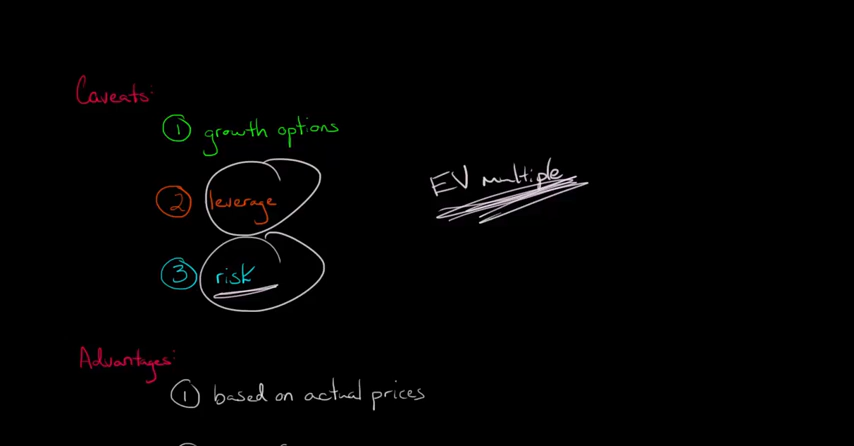 Caveats:
① growth options
② leverage
EV multiple
③ risk
Advantages:
① based on actual prices